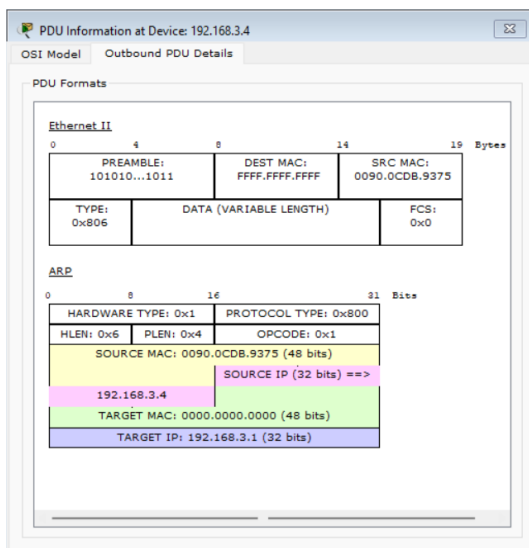 PDU Information at Device: 192.168.3.4
OSI Model Outbound PDU Details
PDU Formats
Ethernet II
0 4 8 14 19 Bytes
PREAMBLE: 101010...1011 DEST MAC: FFFF.FFFF.FFFF SRC MAC: 0090.0CDB.9375
TYPE: 0x806 DATA (VARIABLE LENGTH) FCS: 0x0
ARP
0 8 16 31 Bits
HARDWARE TYPE: 0x1 PROTOCOL TYPE: 0x800
HLEN: 0x6 PLEN: 0x4 OPCODE: 0x1
SOURCE MAC: 0090.0CDB.9375 (48 bits)
SOURCE IP (32 bits) ==>
192.168.3.4
TARGET MAC: 0000.0000.0000 (48 bits)
TARGET IP: 192.168.3.1 (32 bits)